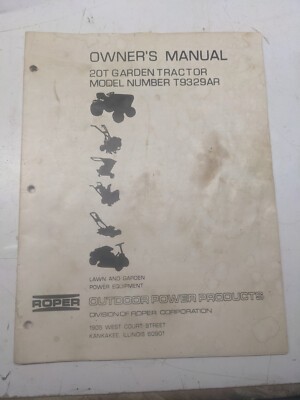 OWNER'S MANUAL
20T GARDEN TRACTOR
MODEL NUMBER T9329AR
LAWN AND GARDEN
POWER EQUIPMENT
ROPER
OUTDOOR POWER PRODUCTS
DIVISION OF ROPER CORPORATION
1905 WEST COURT STREET
KANKAKEE, ILLINOIS 60901